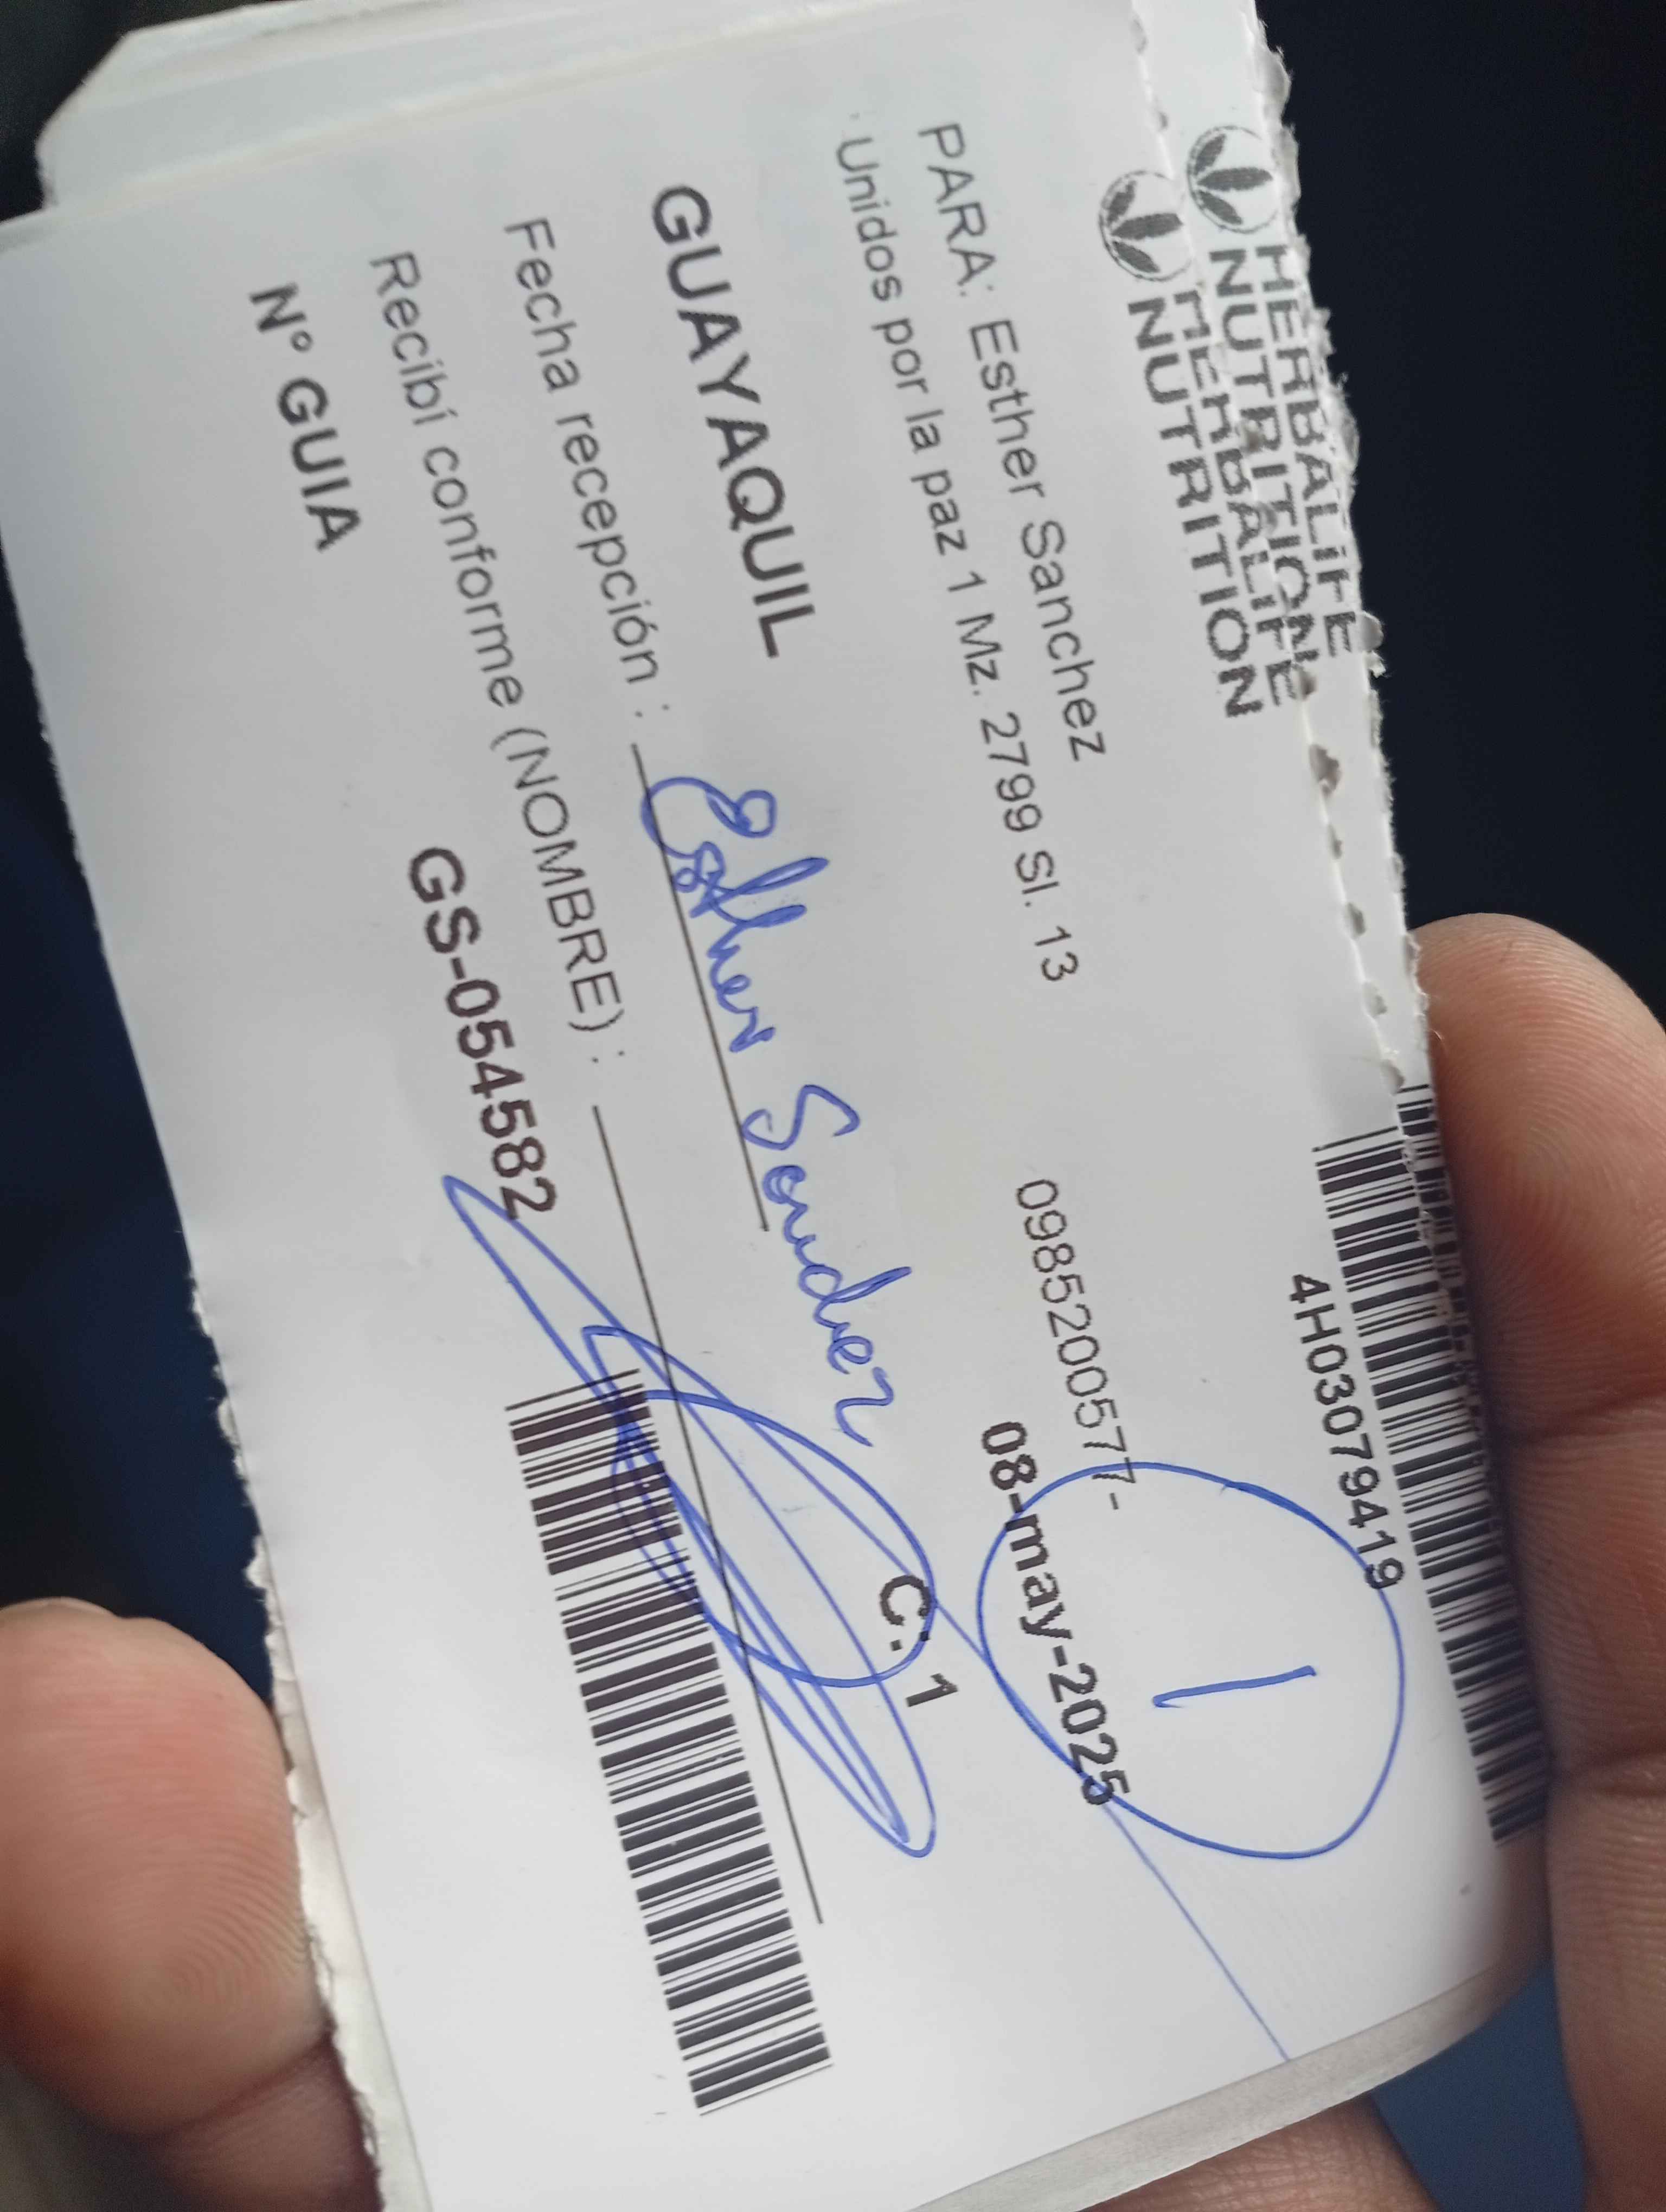 HERBALIFE
NUTRITION
HERBALIFE
NUTRITION
4H03079419
PARA: Esther Sanchez
Unidos por la paz 1 Mz. 2799 Sl. 13
0985200577-
1
08-may-2025
GUAYAQUIL
C. 1
Fecha recepción :
Esther Sanchez
Recibí conforme (NOMBRE) :
N° GUIA
GS-054582